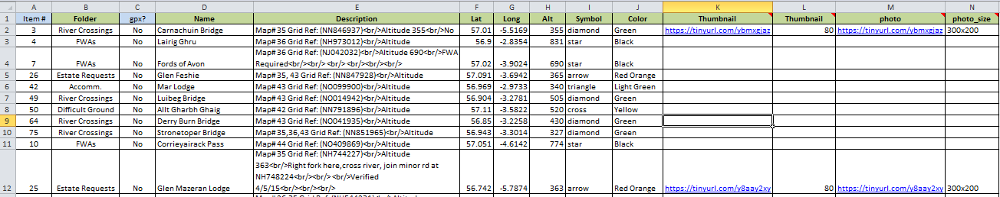 A B C D E F G H I J K L M N
1 Item # Folder gpx? Name Description Lat Long Alt Symbol Color Thumbnail Thumbnail photo photo_size
2 3 River Crossings No Carnachuin Bridge Map# 35 Grid Ref: (NN846937)<br/>Altitude 355<br/>No 57.01 -5.5169 355 diamond Green https://tinyurl.com/ybmxgjaz 80 https://tinyurl.com/ybmxgjaz 300x200
3 4 FWAs No Lairig Ghru Map# 36 Grid Ref: (NH973012)<br/>Altitude 56.9 -2.8354 831 star Black
Map# 36 Grid Ref: (NJ042032)<br/>Altitude 690<br/>FWA
4 7 FWAs No Fords of Avon Required<br/><br/> <br/> <br/><br/><br/> 57.02 -3.9024 690 star Black
5 26 Estate Requests No Glen Feshie Map# 35, 43 Grid Ref: (NN847928)<br/>Altitude 57.091 -3.6942 365 arrow Red Orange
6 42 Accomm. No Mar Lodge Map# 43 Grid Ref: (NO099900)<br/>Altitude 56.969 -2.9733 340 triangle Light Green
7 49 River Crossings No Luibeg Bridge Map# 43 Grid Ref: (NO014942)<br/>Altitude 56.904 -3.2781 505 diamond Green
8 50 Difficult Ground No Allt Gharbh Ghaig Map# 42 Grid Ref: (NN791896)<br/>Altitude 57.11 -3.5822 520 cross Yellow
9 64 River Crossings No Derry Burn Bridge Map# 43 Grid Ref: (NO041935)<br/>Altitude 56.85 -3.2258 430 diamond Green
10 75 River Crossings No Stronetoper Bridge Map# 35,36,43 Grid Ref: (NN851965)<br/>Altitude 56.943 -3.3014 327 diamond Green
11 10 FWAs No Corrieyairack Pass Map# 44 Grid Ref: (NO409869)<br/>Altitude 57.051 -4.6142 774 star Black
Map# 35 Grid Ref: (NH744227)<br/>Altitude
363<br/>Right fork here,cross river, join minor rd at
NH748224<br/><br/> <br/>Verified
12 25 Estate Requests No Glen Mazeran Lodge 4/5/15<br/><br/><br/> 56.742 -5.7874 363 arrow Red Orange https://tinyurl.com/y8aay2xy 80 https://tinyurl.com/y8aay2xy 300x200